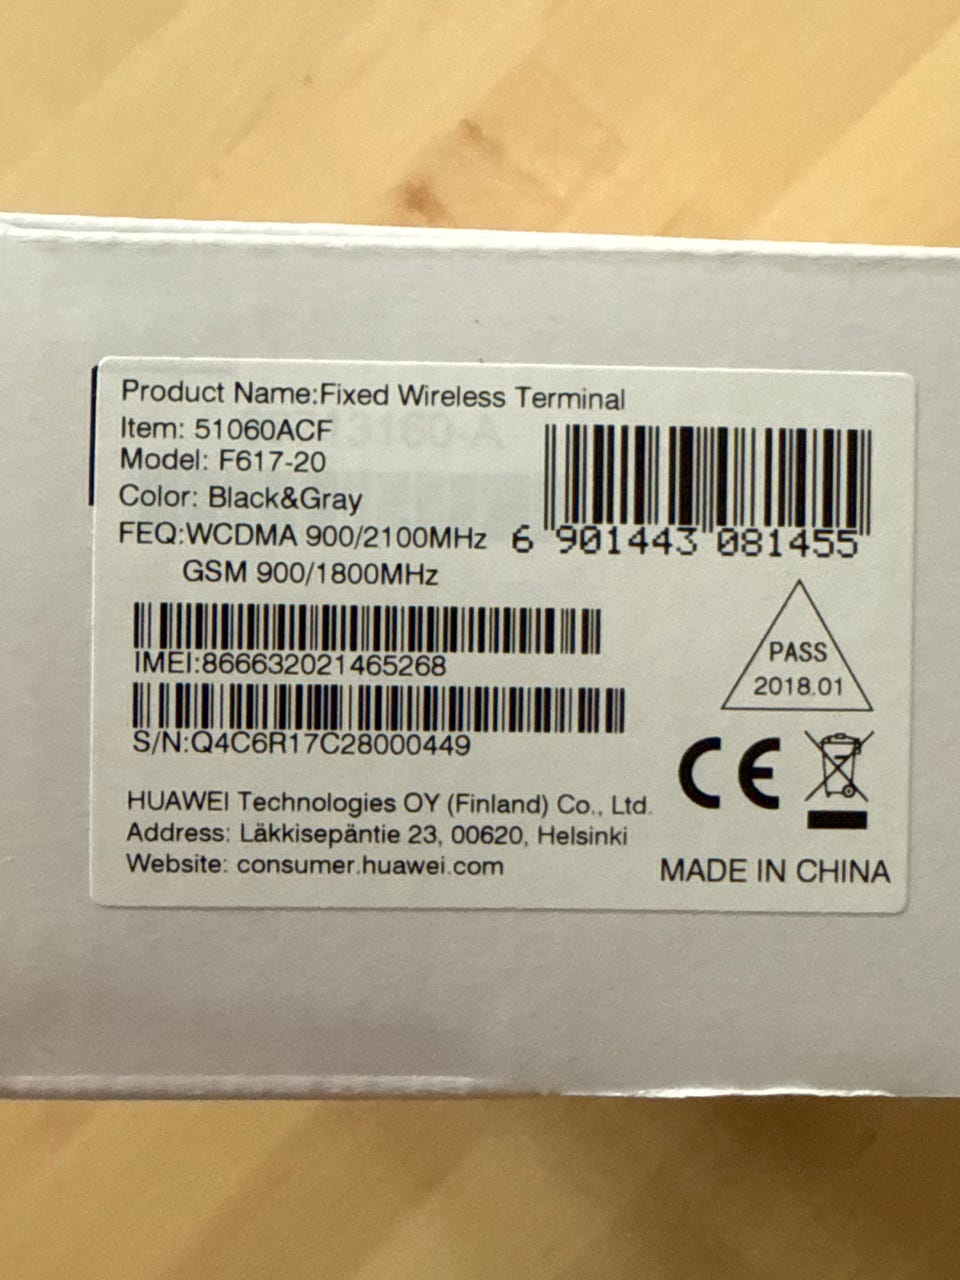 Product Name:Fixed Wireless Terminal
Item: 51060ACF
Model: F617-20
Color: Black&Gray
FEQ:WCDMA 900/2100MHz
GSM 900/1800MHz
6 901443 081455
IMEI:866632021465268
S/N:Q4C6R17C28000449
PASS
2018.01
CE
HUAWEI Technologies OY (Finland) Co., Ltd.
Address: Läkkisepäntie 23, 00620, Helsinki
Website: consumer.huawei.com
MADE IN CHINA